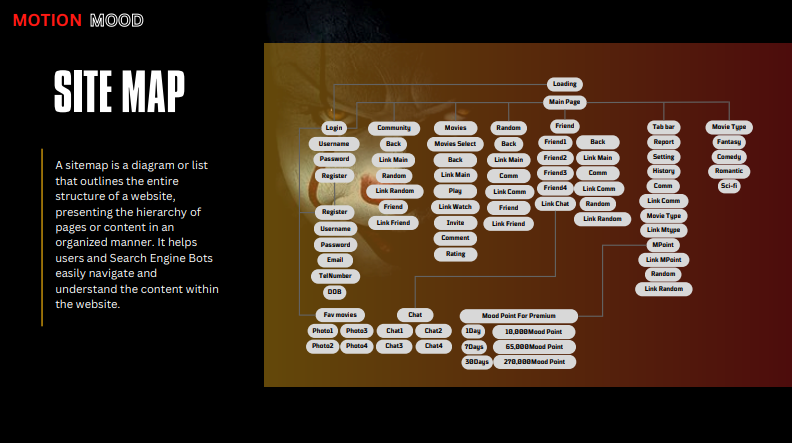 MOTION MOOD
SITE MAP
A sitemap is a diagram or list
that outlines the entire
structure of a website,
presenting the hierarchy of
pages or content in an
organized manner. It helps
users and Search Engine Bots
easily navigate and
understand the content within
the website.
Loading
Main Page
Login
Username
Password
Register
Register
Username
Password
Email
TelNumber
DOB
Fav movies
Photo1 Photo3
Photo2 Photo4
Community
Back
Link Main
Random
Link Random
Friend
Link Friend
Movies
Movies Select
Back
Link Main
Play
Link Watch
Invite
Comment
Rating
Random
Back
Link Main
Comm
Link Comm
Friend
Link Friend
Friend
Friend1
Friend2
Friend3
Friend4
Link Chat
Back
Link Main
Comm
Link Comm
Random
Link Random
Chat
Chat1 Chat2
Chat3 Chat4
Tab bar
Report
Setting
History
Comm
Link Comm
Movie Type
Link Mtype
MPoint
Link MPoint
Random
Link Random
Mood Point For Premium
1Day 10,000Mood Point
7Days 65,000Mood Point
30Days 270,000Mood Point
Movie Type
Fantasy
Comedy
Romantic
Sci-fi